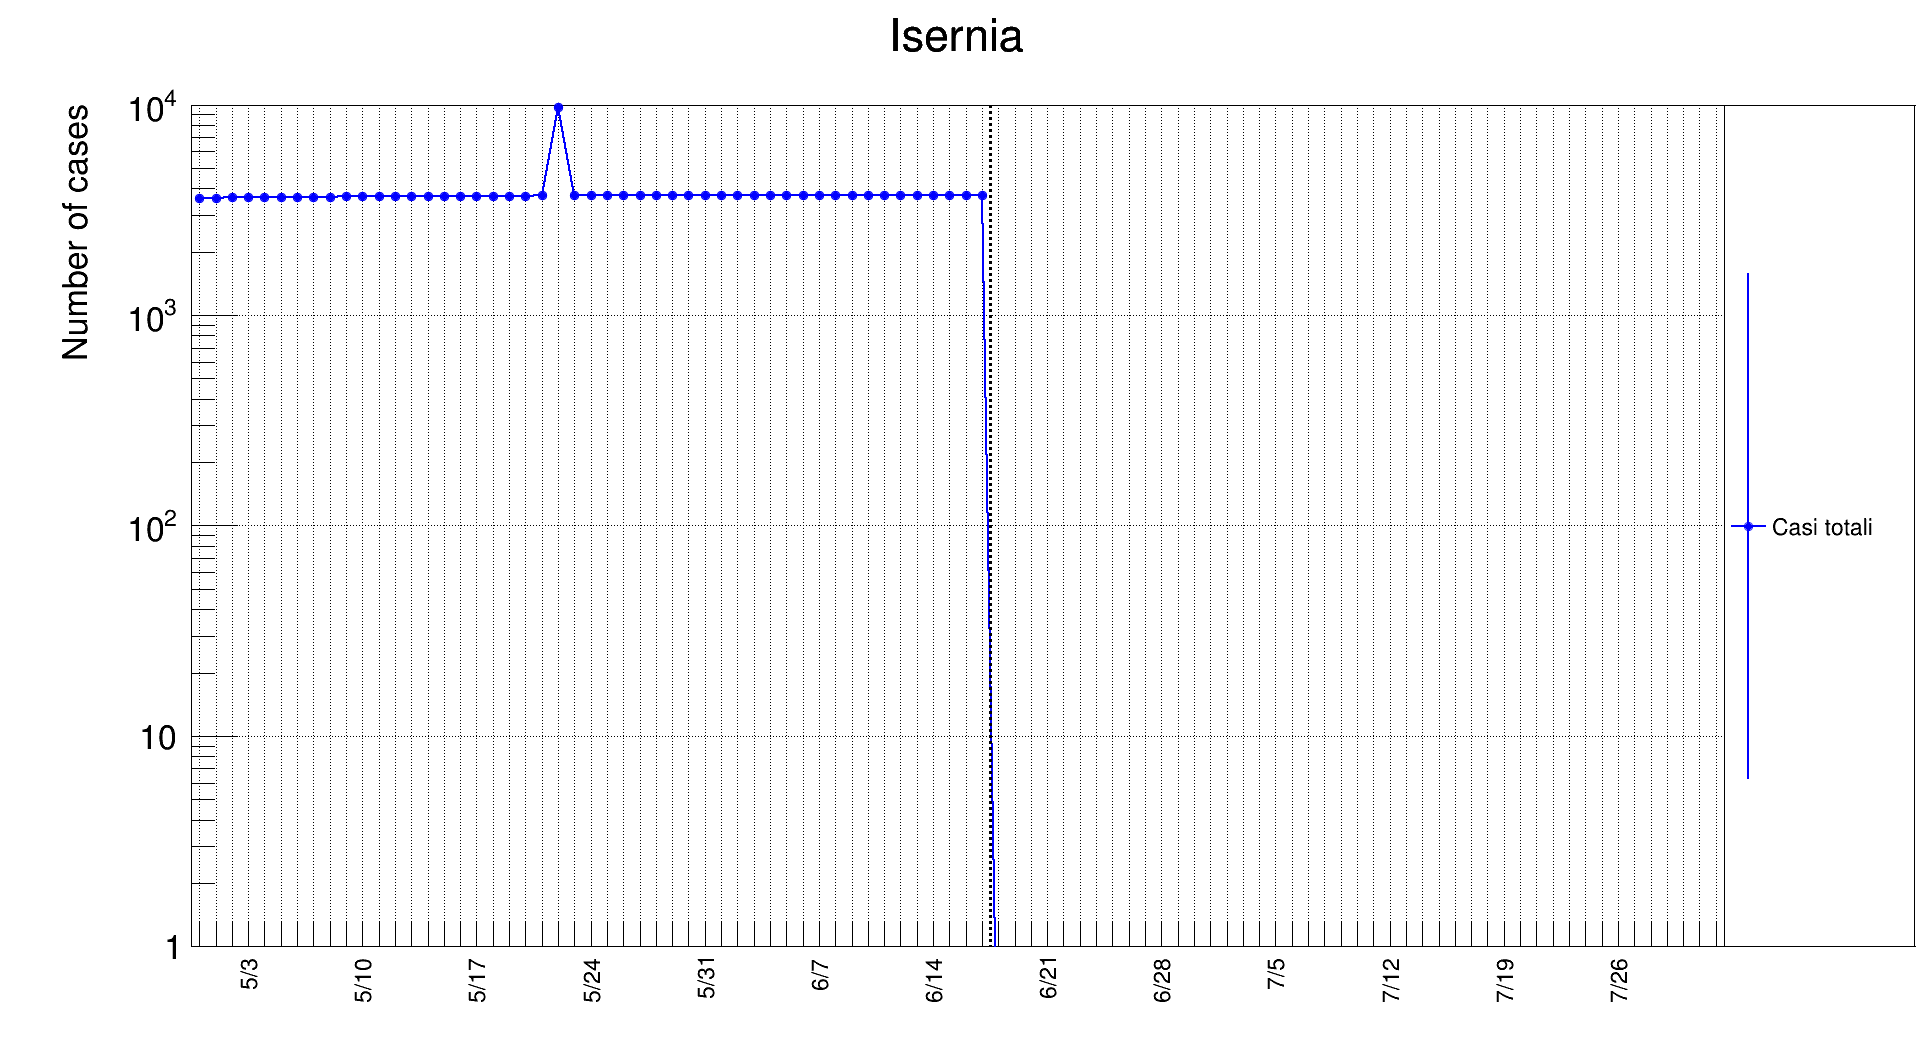 Isernia
Number of cases
10^4
10^3
10^2
10
1
5/3 5/10 5/17 5/24 5/31 6/7 6/14 6/21 6/28 7/5 7/12 7/19 7/26
Casi totali